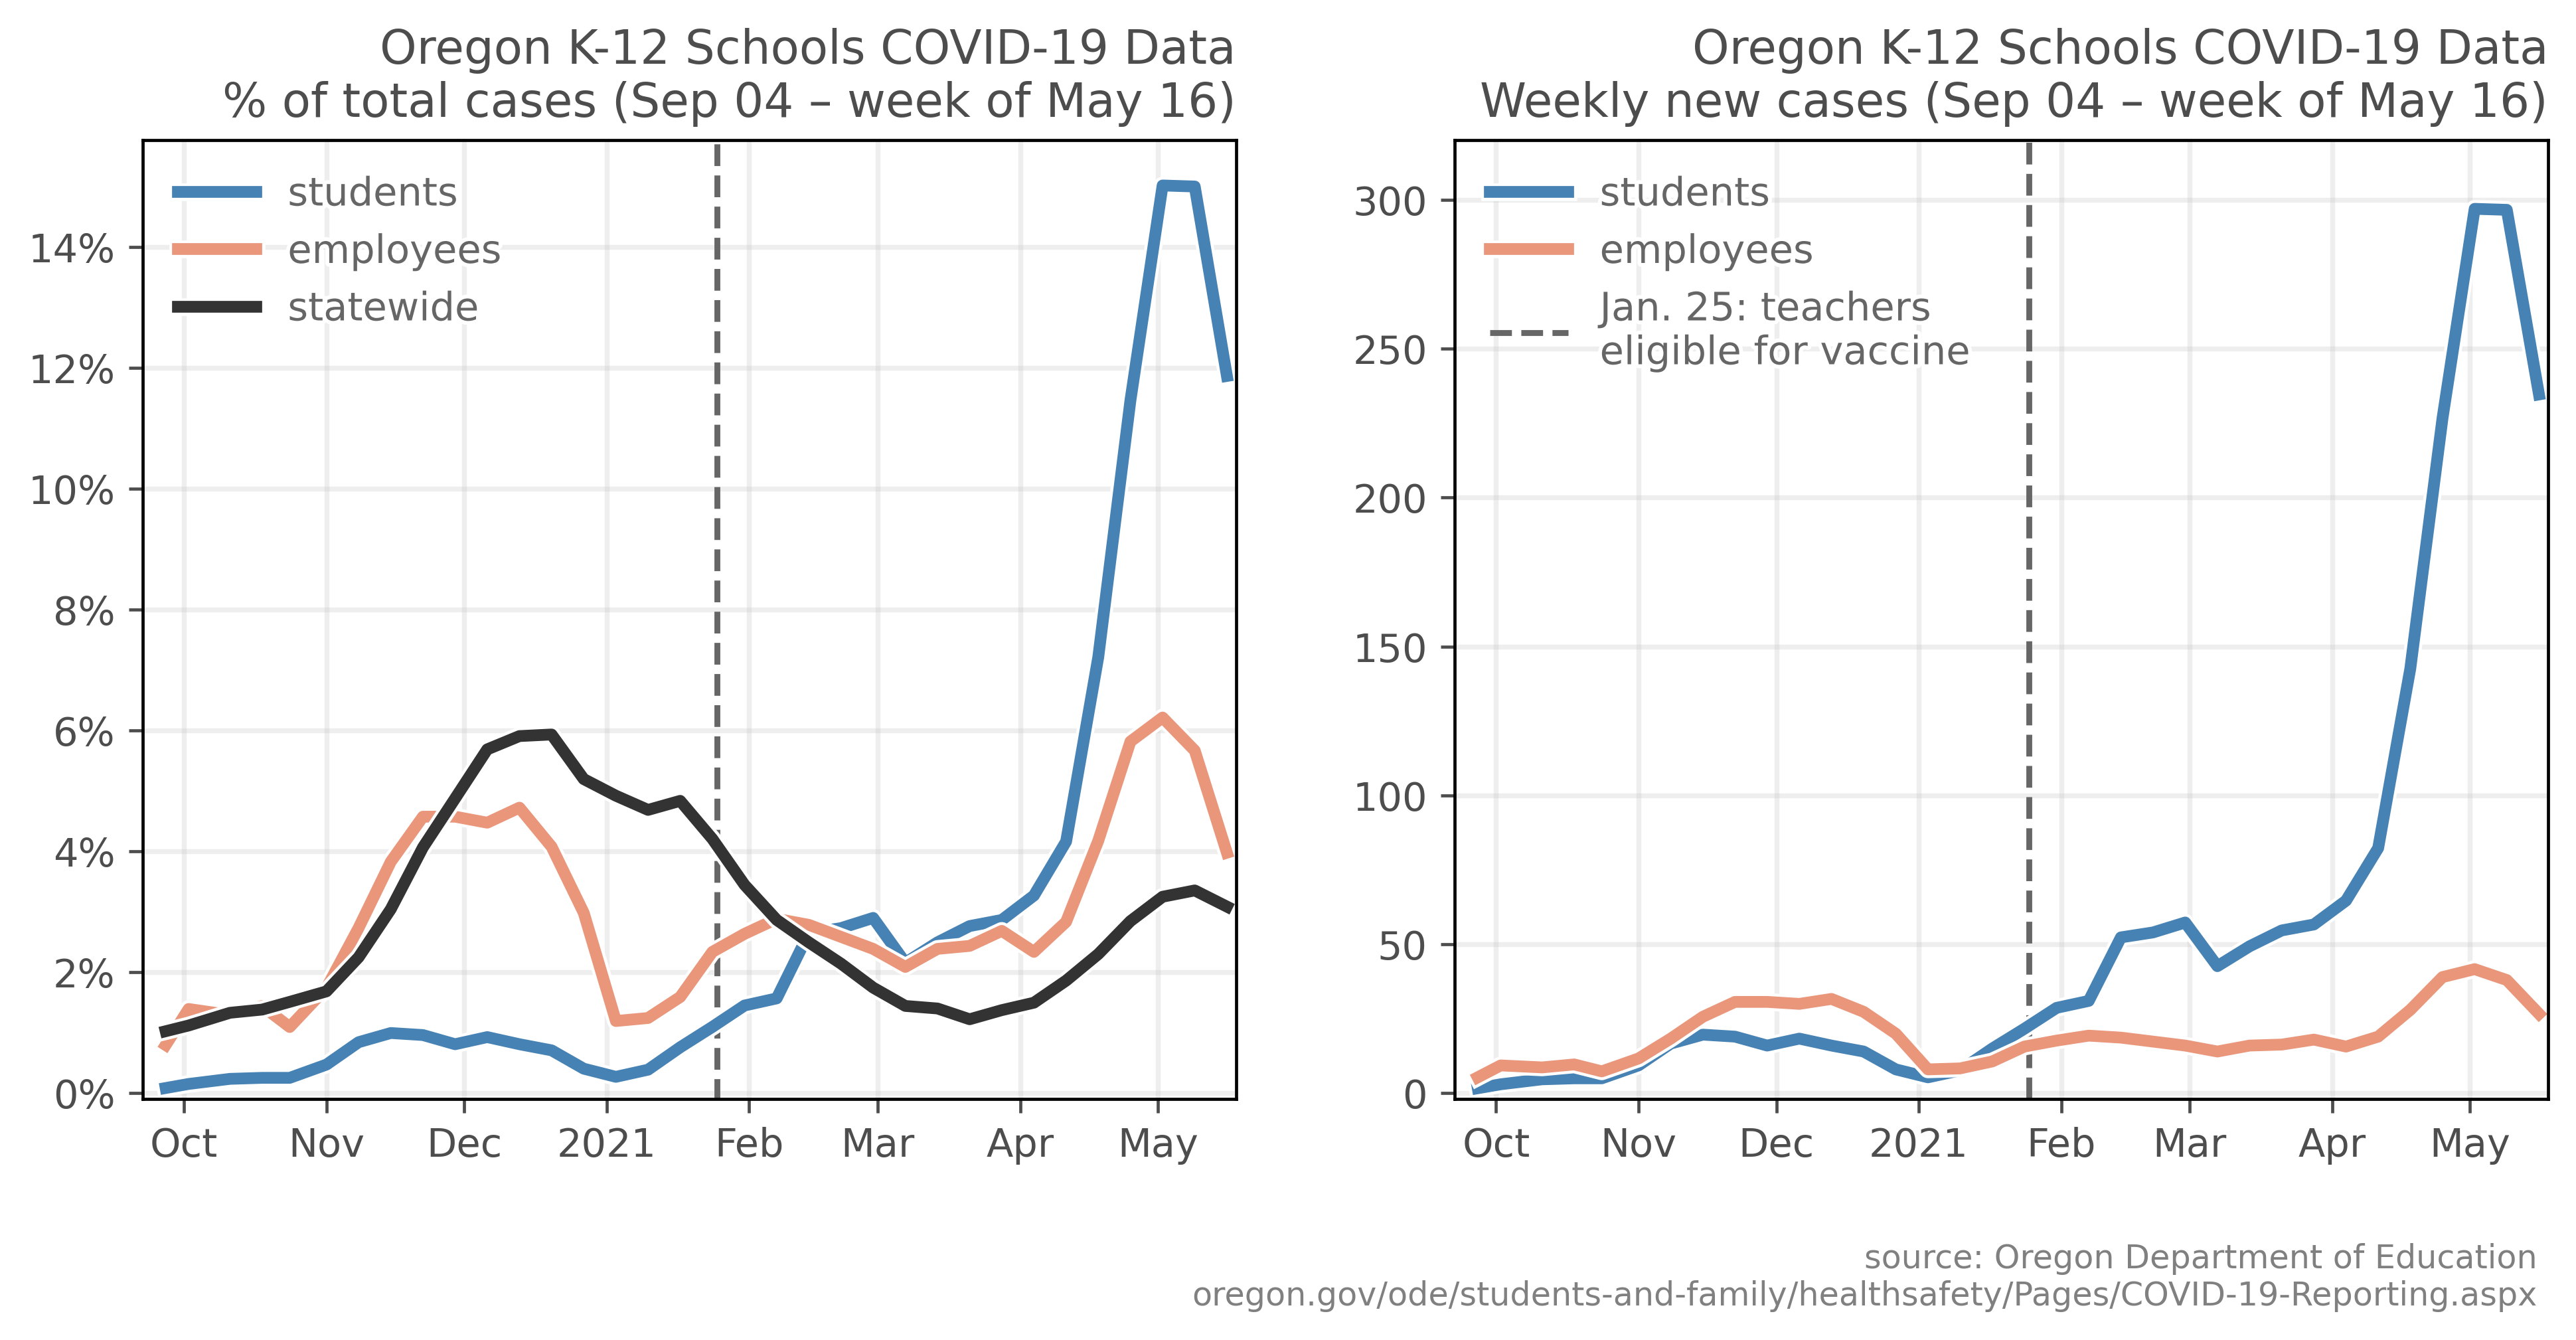 Oregon K-12 Schools COVID-19 Data
% of total cases (Sep 04 – week of May 16)
students
employees
statewide
14%
12%
10%
8%
6%
4%
2%
0%
Oct
Nov
Dec
2021
Feb
Mar
Apr
May
Oregon K-12 Schools COVID-19 Data
Weekly new cases (Sep 04 – week of May 16)
students
employees
Jan. 25: teachers
eligible for vaccine
300
250
200
150
100
50
0
Oct
Nov
Dec
2021
Feb
Mar
Apr
May
source: Oregon Department of Education
oregon.gov/ode/students-and-family/healthsafety/Pages/COVID-19-Reporting.aspx